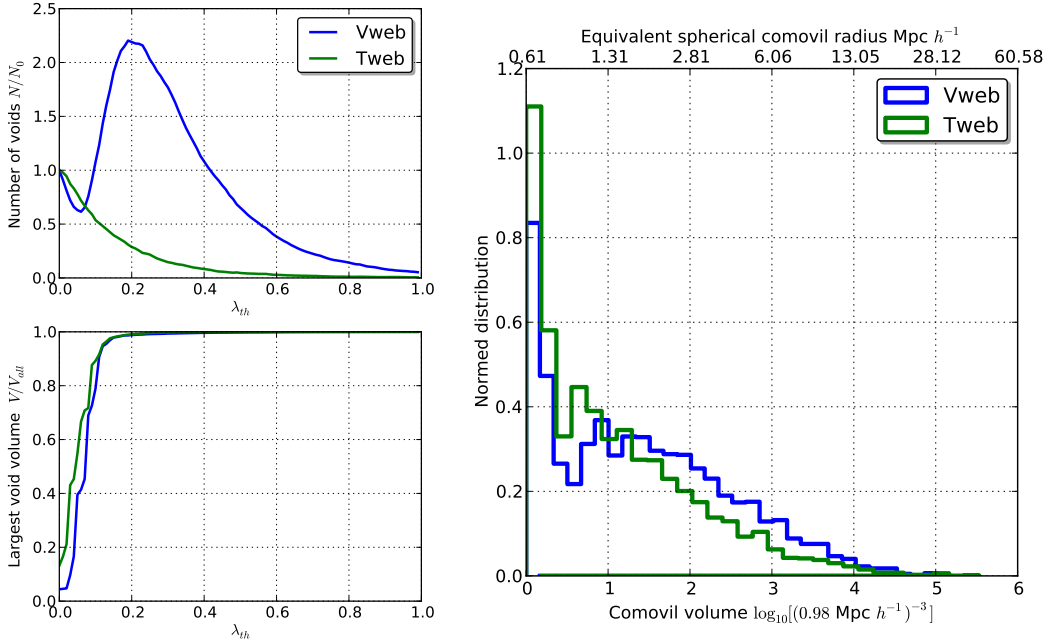 2.5
2.0
1.5
1.0
0.5
0.0
Number of voids N/N₀
Vweb
Tweb
0.0 0.2 0.4 0.6 0.8 1.0
λ_th
1.0
0.8
0.6
0.4
0.2
0.0
Largest void volume V/V_all
0.0 0.2 0.4 0.6 0.8 1.0
λ_th
Equivalent spherical comovil radius Mpc h⁻¹
0.61 1.31 2.81 6.06 13.05 28.12 60.58
1.2
1.0
0.8
0.6
0.4
0.2
0.0
Normed distribution
Vweb
Tweb
0 1 2 3 4 5 6
Comovil volume log₁₀[(0.98 Mpc h⁻¹)⁻³]